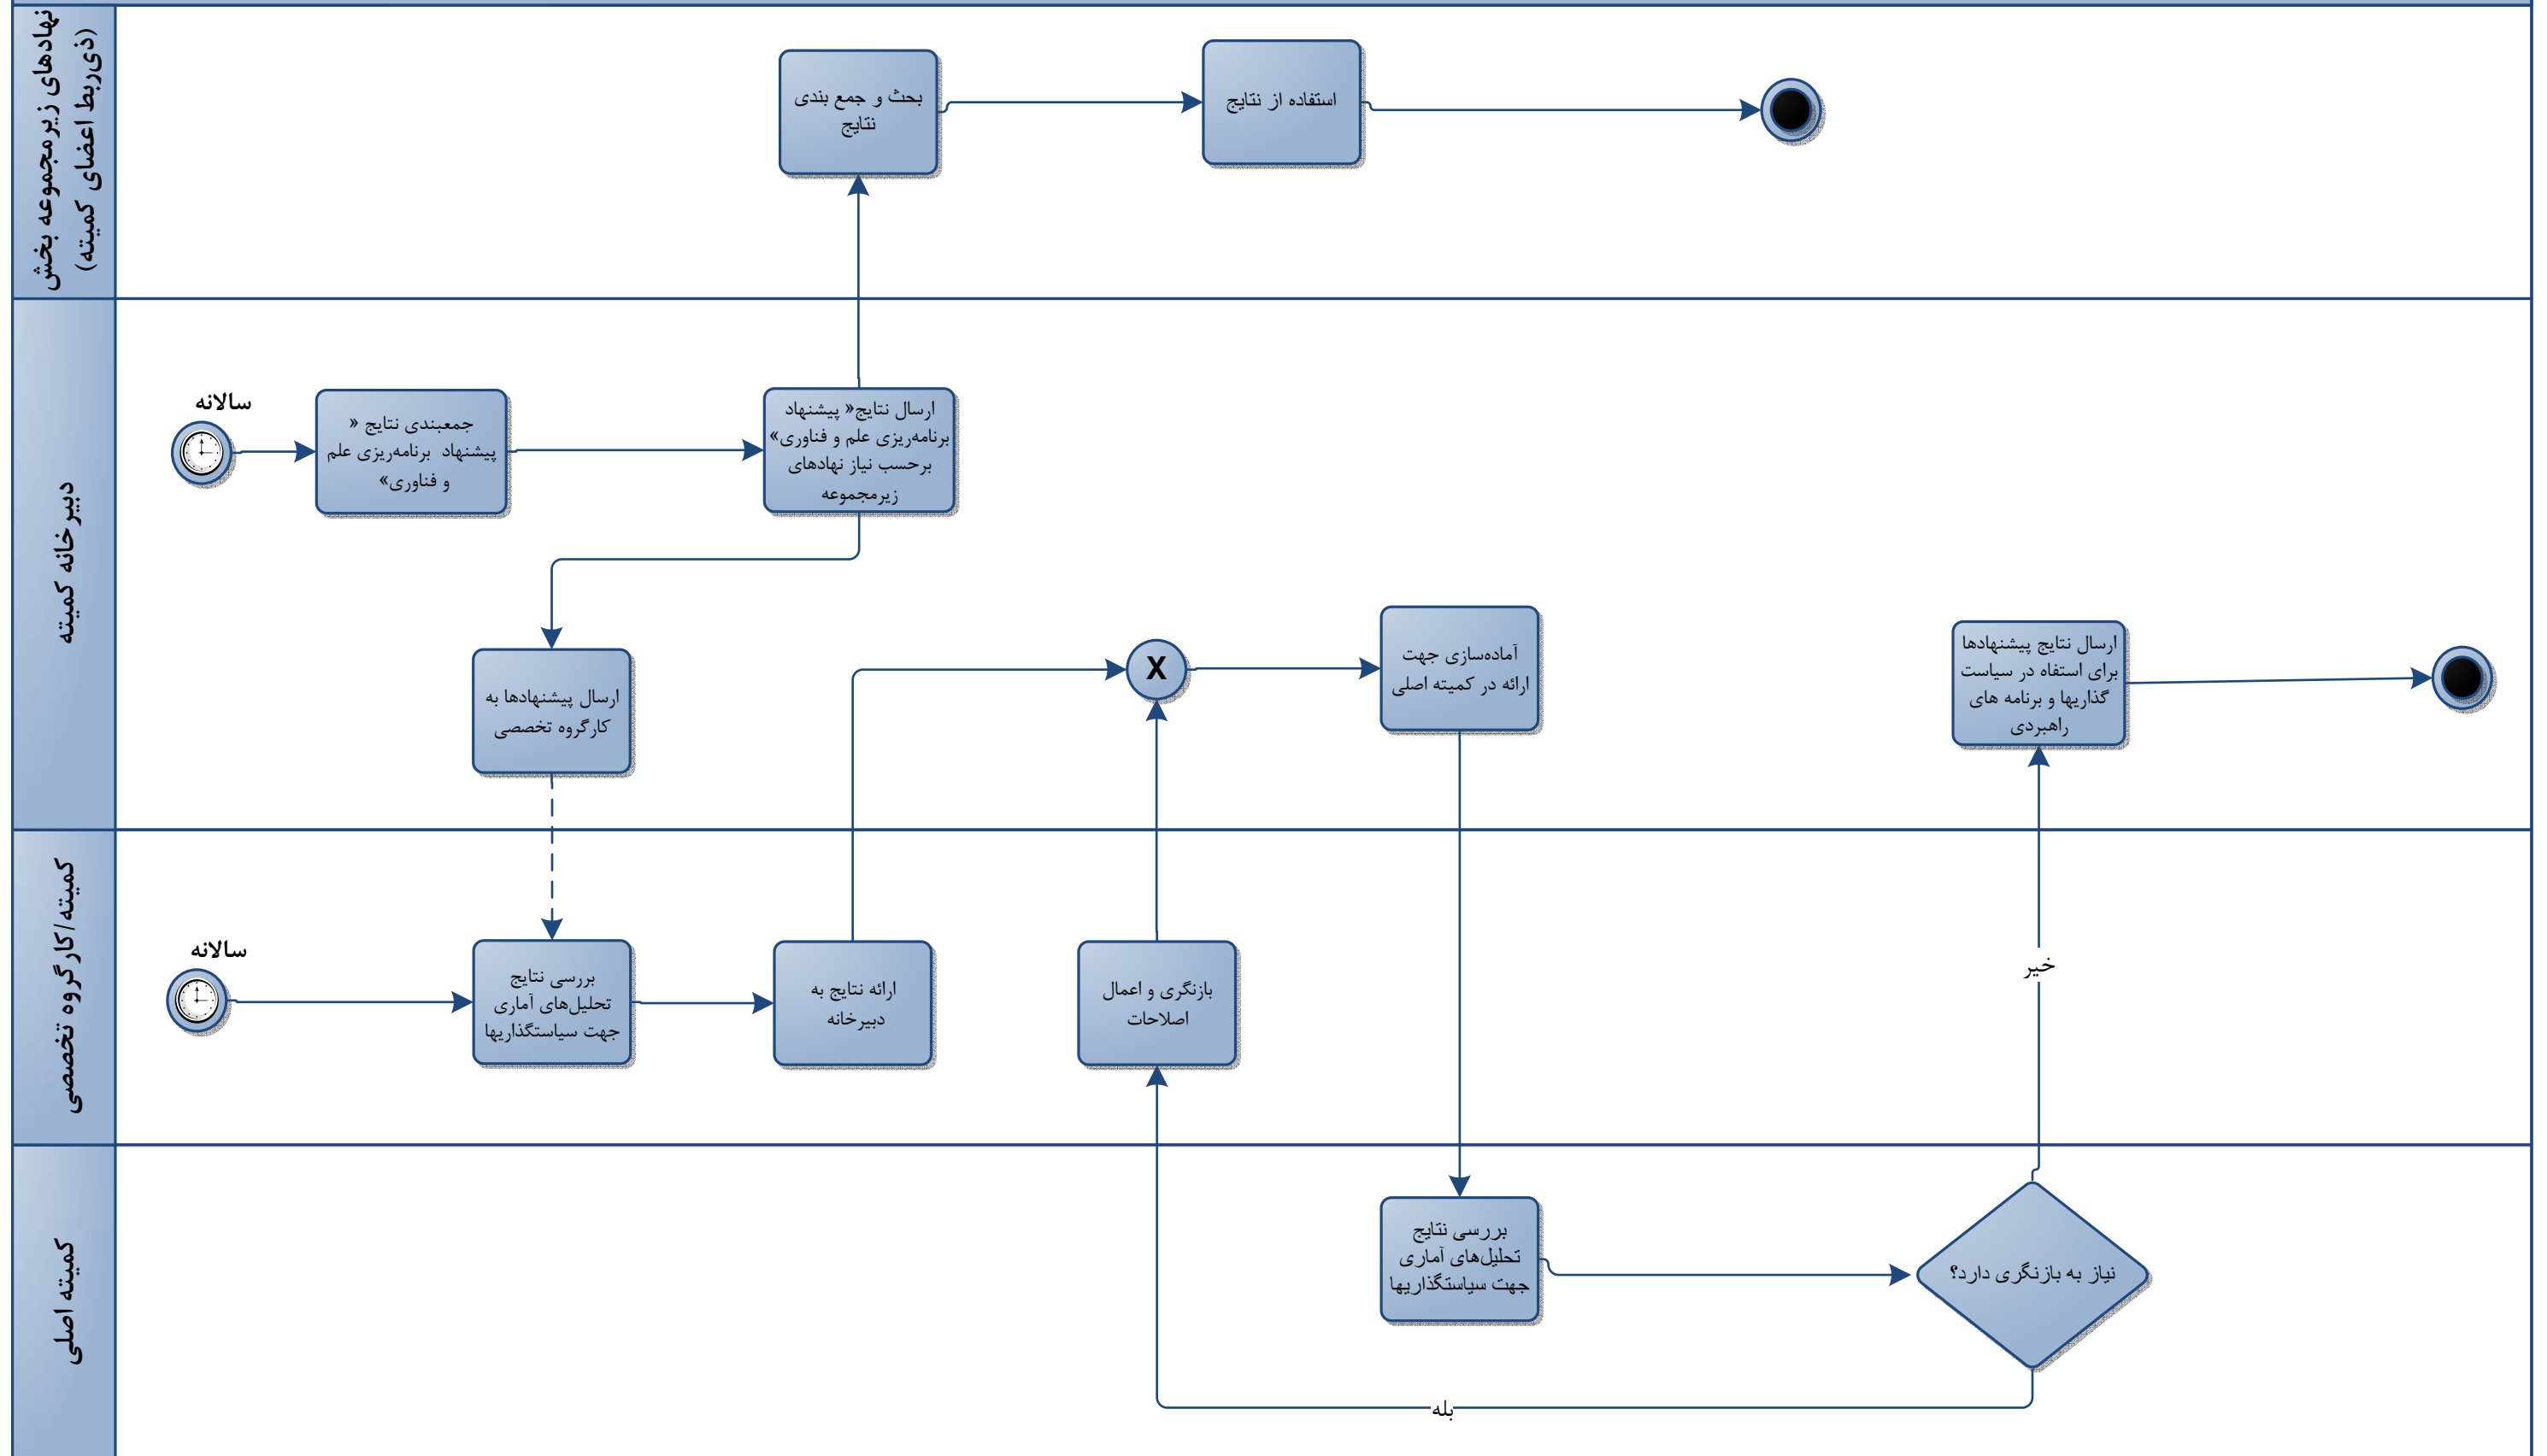 نهادهای زیرمجموعه بخش
(ذی‌ربط اعضای کمیته)
بحث و جمع بندی
نتایج
استفاده از نتایج
دبیرخانه کمیته
سالانه
جمعبندی نتایج «
پیشنهاد برنامه‌ریزی علم
و فناوری»
ارسال نتایج« پیشنهاد
برنامه‌ریزی علم و فناوری»
برحسب نیاز نهادهای
زیرمجموعه
ارسال پیشنهادها به
کارگروه تخصصی
X
آماده‌سازی جهت
ارائه در کمیته اصلی
ارسال نتایج پیشنهادها
برای استفاه در سیاست
گذاریها و برنامه های
راهبردی
کمیته/کارگروه تخصصی
سالانه
بررسی نتایج
تحلیل‌های آماری
جهت سیاستگذاریها
ارائه نتایج به
دبیرخانه
بازنگری و اعمال
اصلاحات
خیر
کمیته اصلی
بررسی نتایج
تحلیل‌های آماری
جهت سیاستگذاریها
نیاز به بازنگری دارد؟
بله